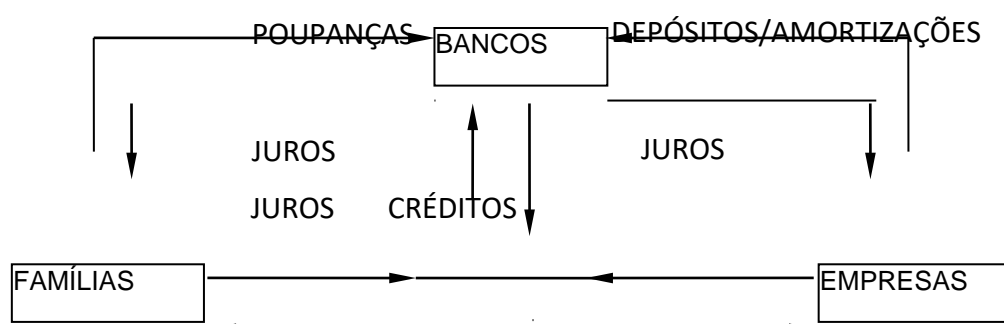 POUPANÇAS BANCOS DEPÓSITOS/AMORTIZAÇÕES
JUROS JUROS
JUROS CRÉDITOS
FAMÍLIAS EMPRESAS